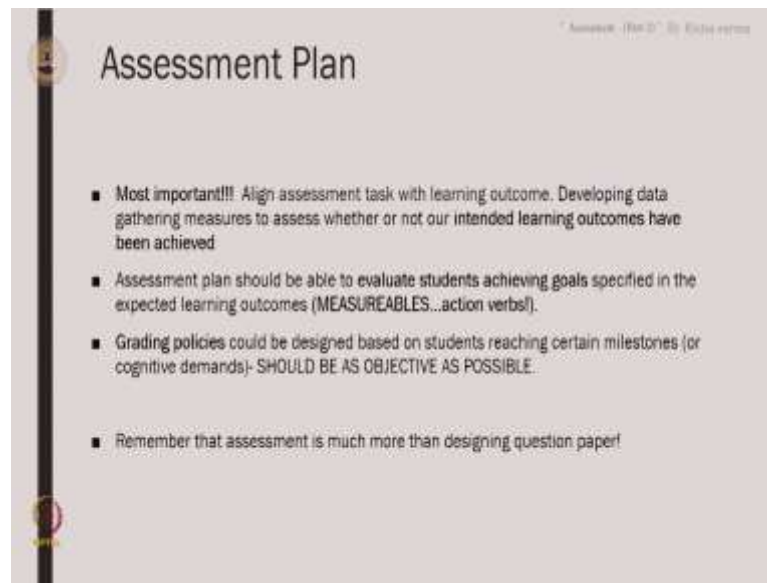 Assessment Plan
■ Most important!!! Align assessment task with learning outcome. Developing data
gathering measures to assess whether or not our intended learning outcomes have
been achieved
■ Assessment plan should be able to evaluate students achieving goals specified in the
expected learning outcomes (MEASUREABLES...action verbs!).
■ Grading policies could be designed based on students reaching certain milestones (or
cognitive demands)- SHOULD BE AS OBJECTIVE AS POSSIBLE.
■ Remember that assessment is much more than designing question paper!